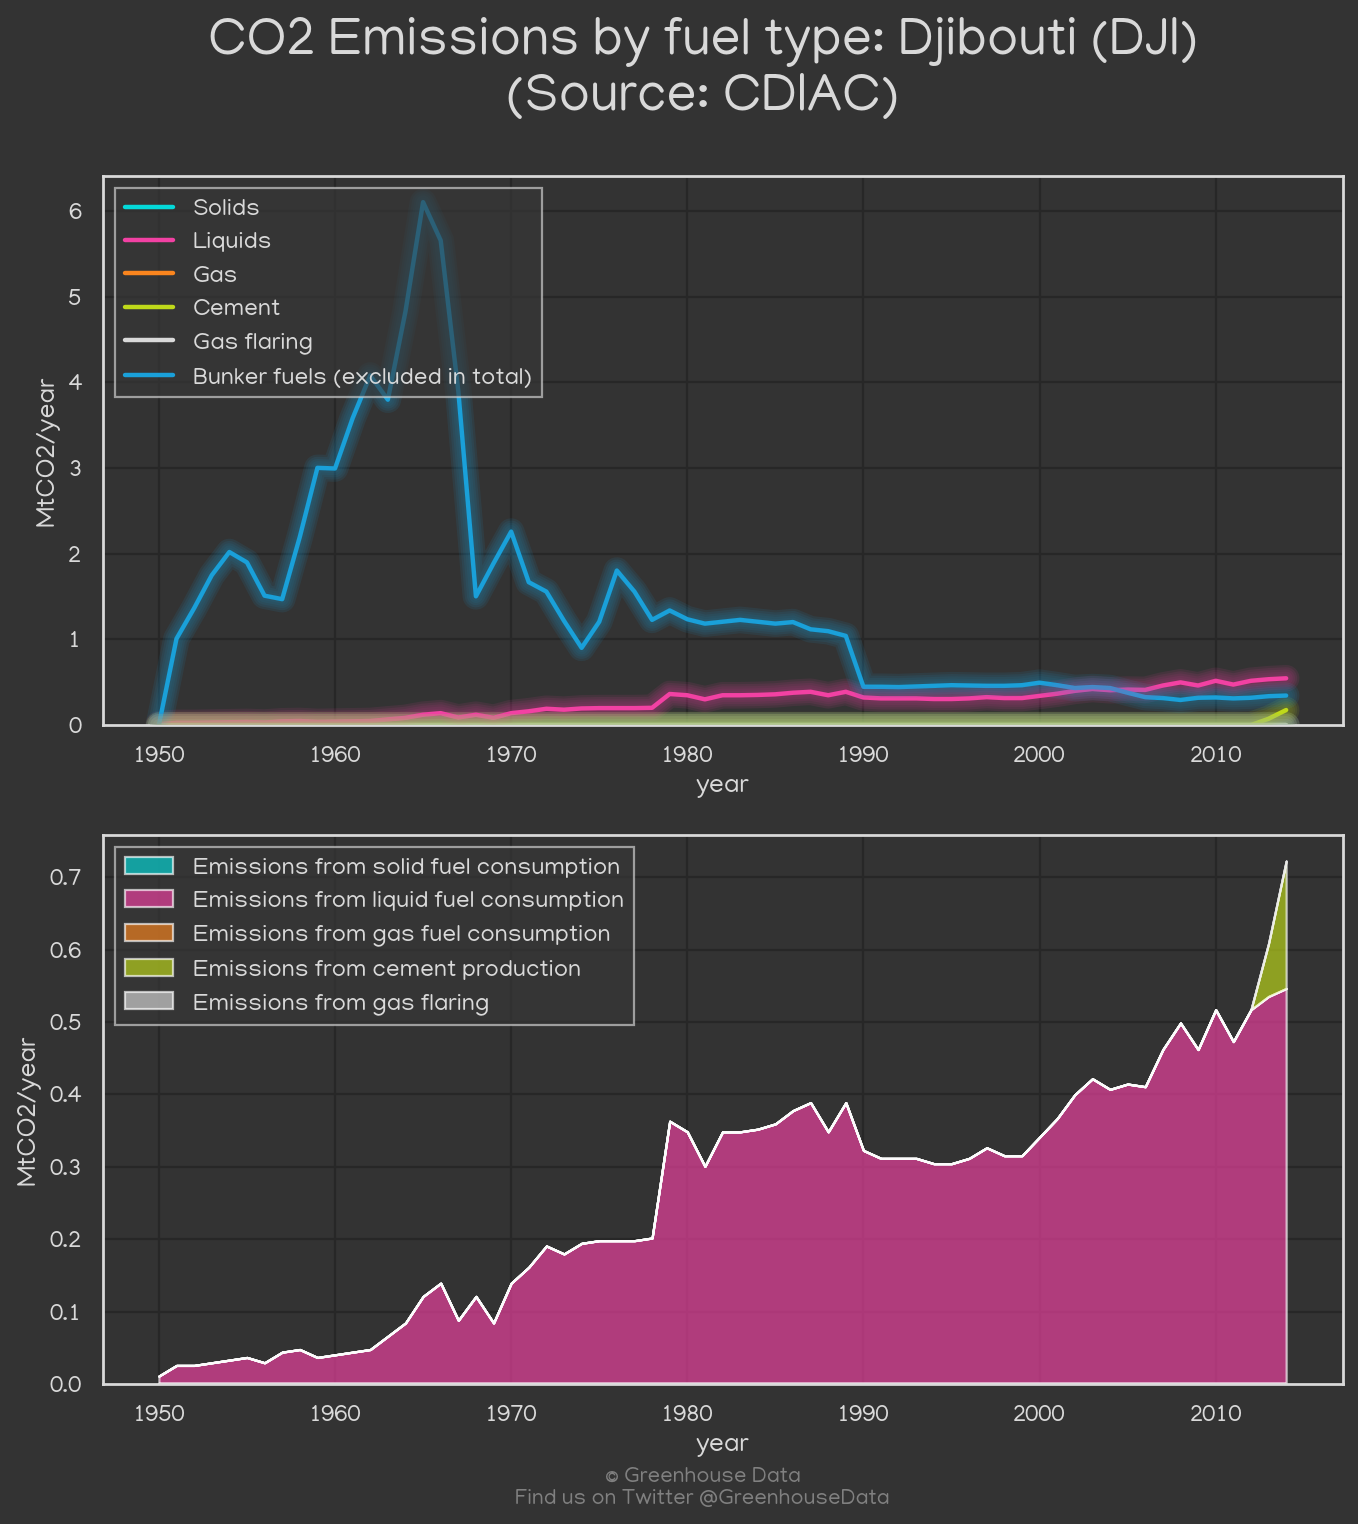 CO2 Emissions by fuel type: Djibouti (DJI)
(Source: CDIAC)
Solids
Liquids
Gas
Cement
Gas flaring
Bunker fuels (excluded in total)
MtCO2/year
6
5
4
3
2
1
0
1950 1960 1970 1980 1990 2000 2010
year
Emissions from solid fuel consumption
Emissions from liquid fuel consumption
Emissions from gas fuel consumption
Emissions from cement production
Emissions from gas flaring
MtCO2/year
0.7
0.6
0.5
0.4
0.3
0.2
0.1
0.0
1950 1960 1970 1980 1990 2000 2010
year
© Greenhouse Data
Find us on Twitter @GreenhouseData